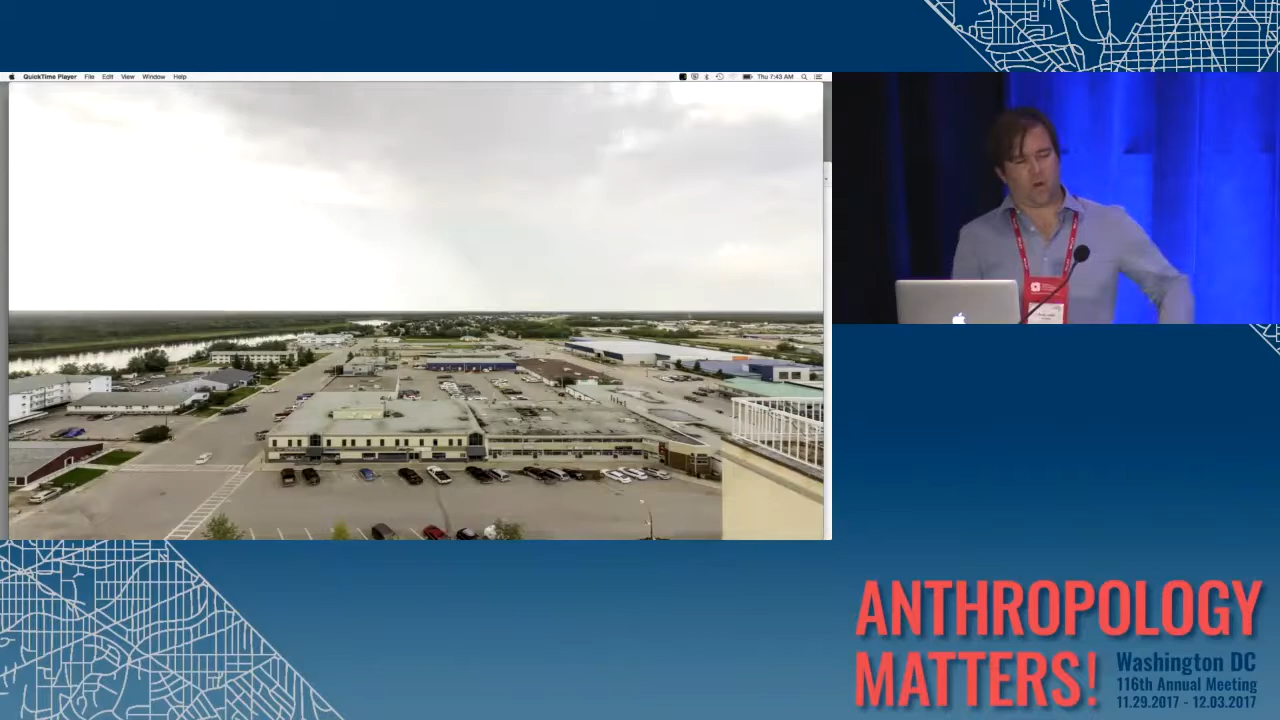 QuickTime Player File Edit View Window Help
Thu 7:43 AM
ANTHROPOLOGY
MATTERS!
Washington DC
116th Annual Meeting
11.29.2017 - 12.03.2017